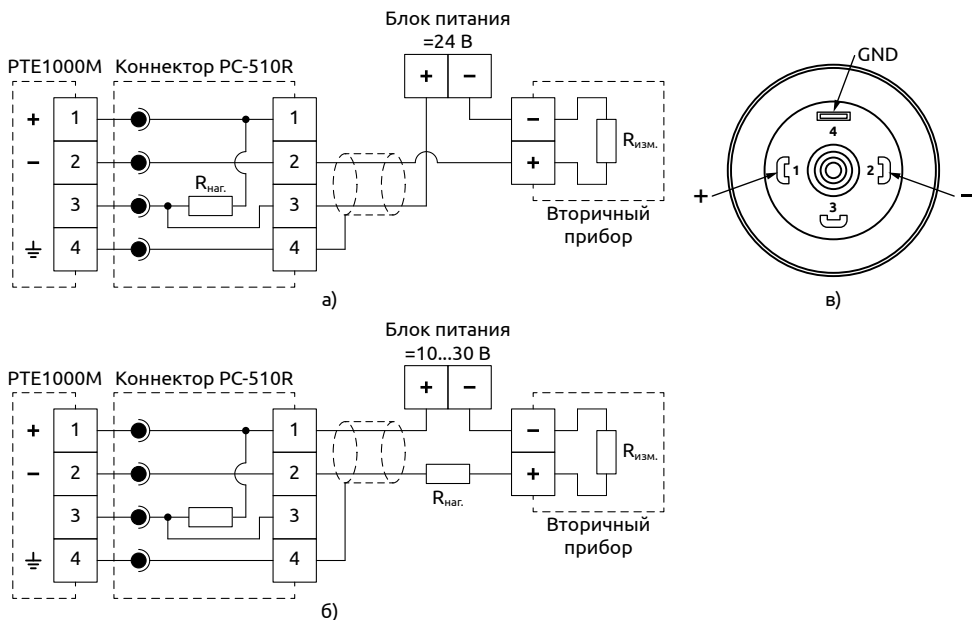 Блок питания
=24 В
PTE1000M Коннектор PC-510R
+ 1 1
− 2 2
3 3
4 4
Rнаг.
+ −
−
+
Rизм.
Вторичный
прибор
а)
GND
4
1 2
3
+ −
в)
Блок питания
=10...30 В
PTE1000M Коннектор PC-510R
+ 1 1
− 2 2
3 3
4 4
+ −
Rнаг.
−
+
Rизм.
Вторичный
прибор
б)